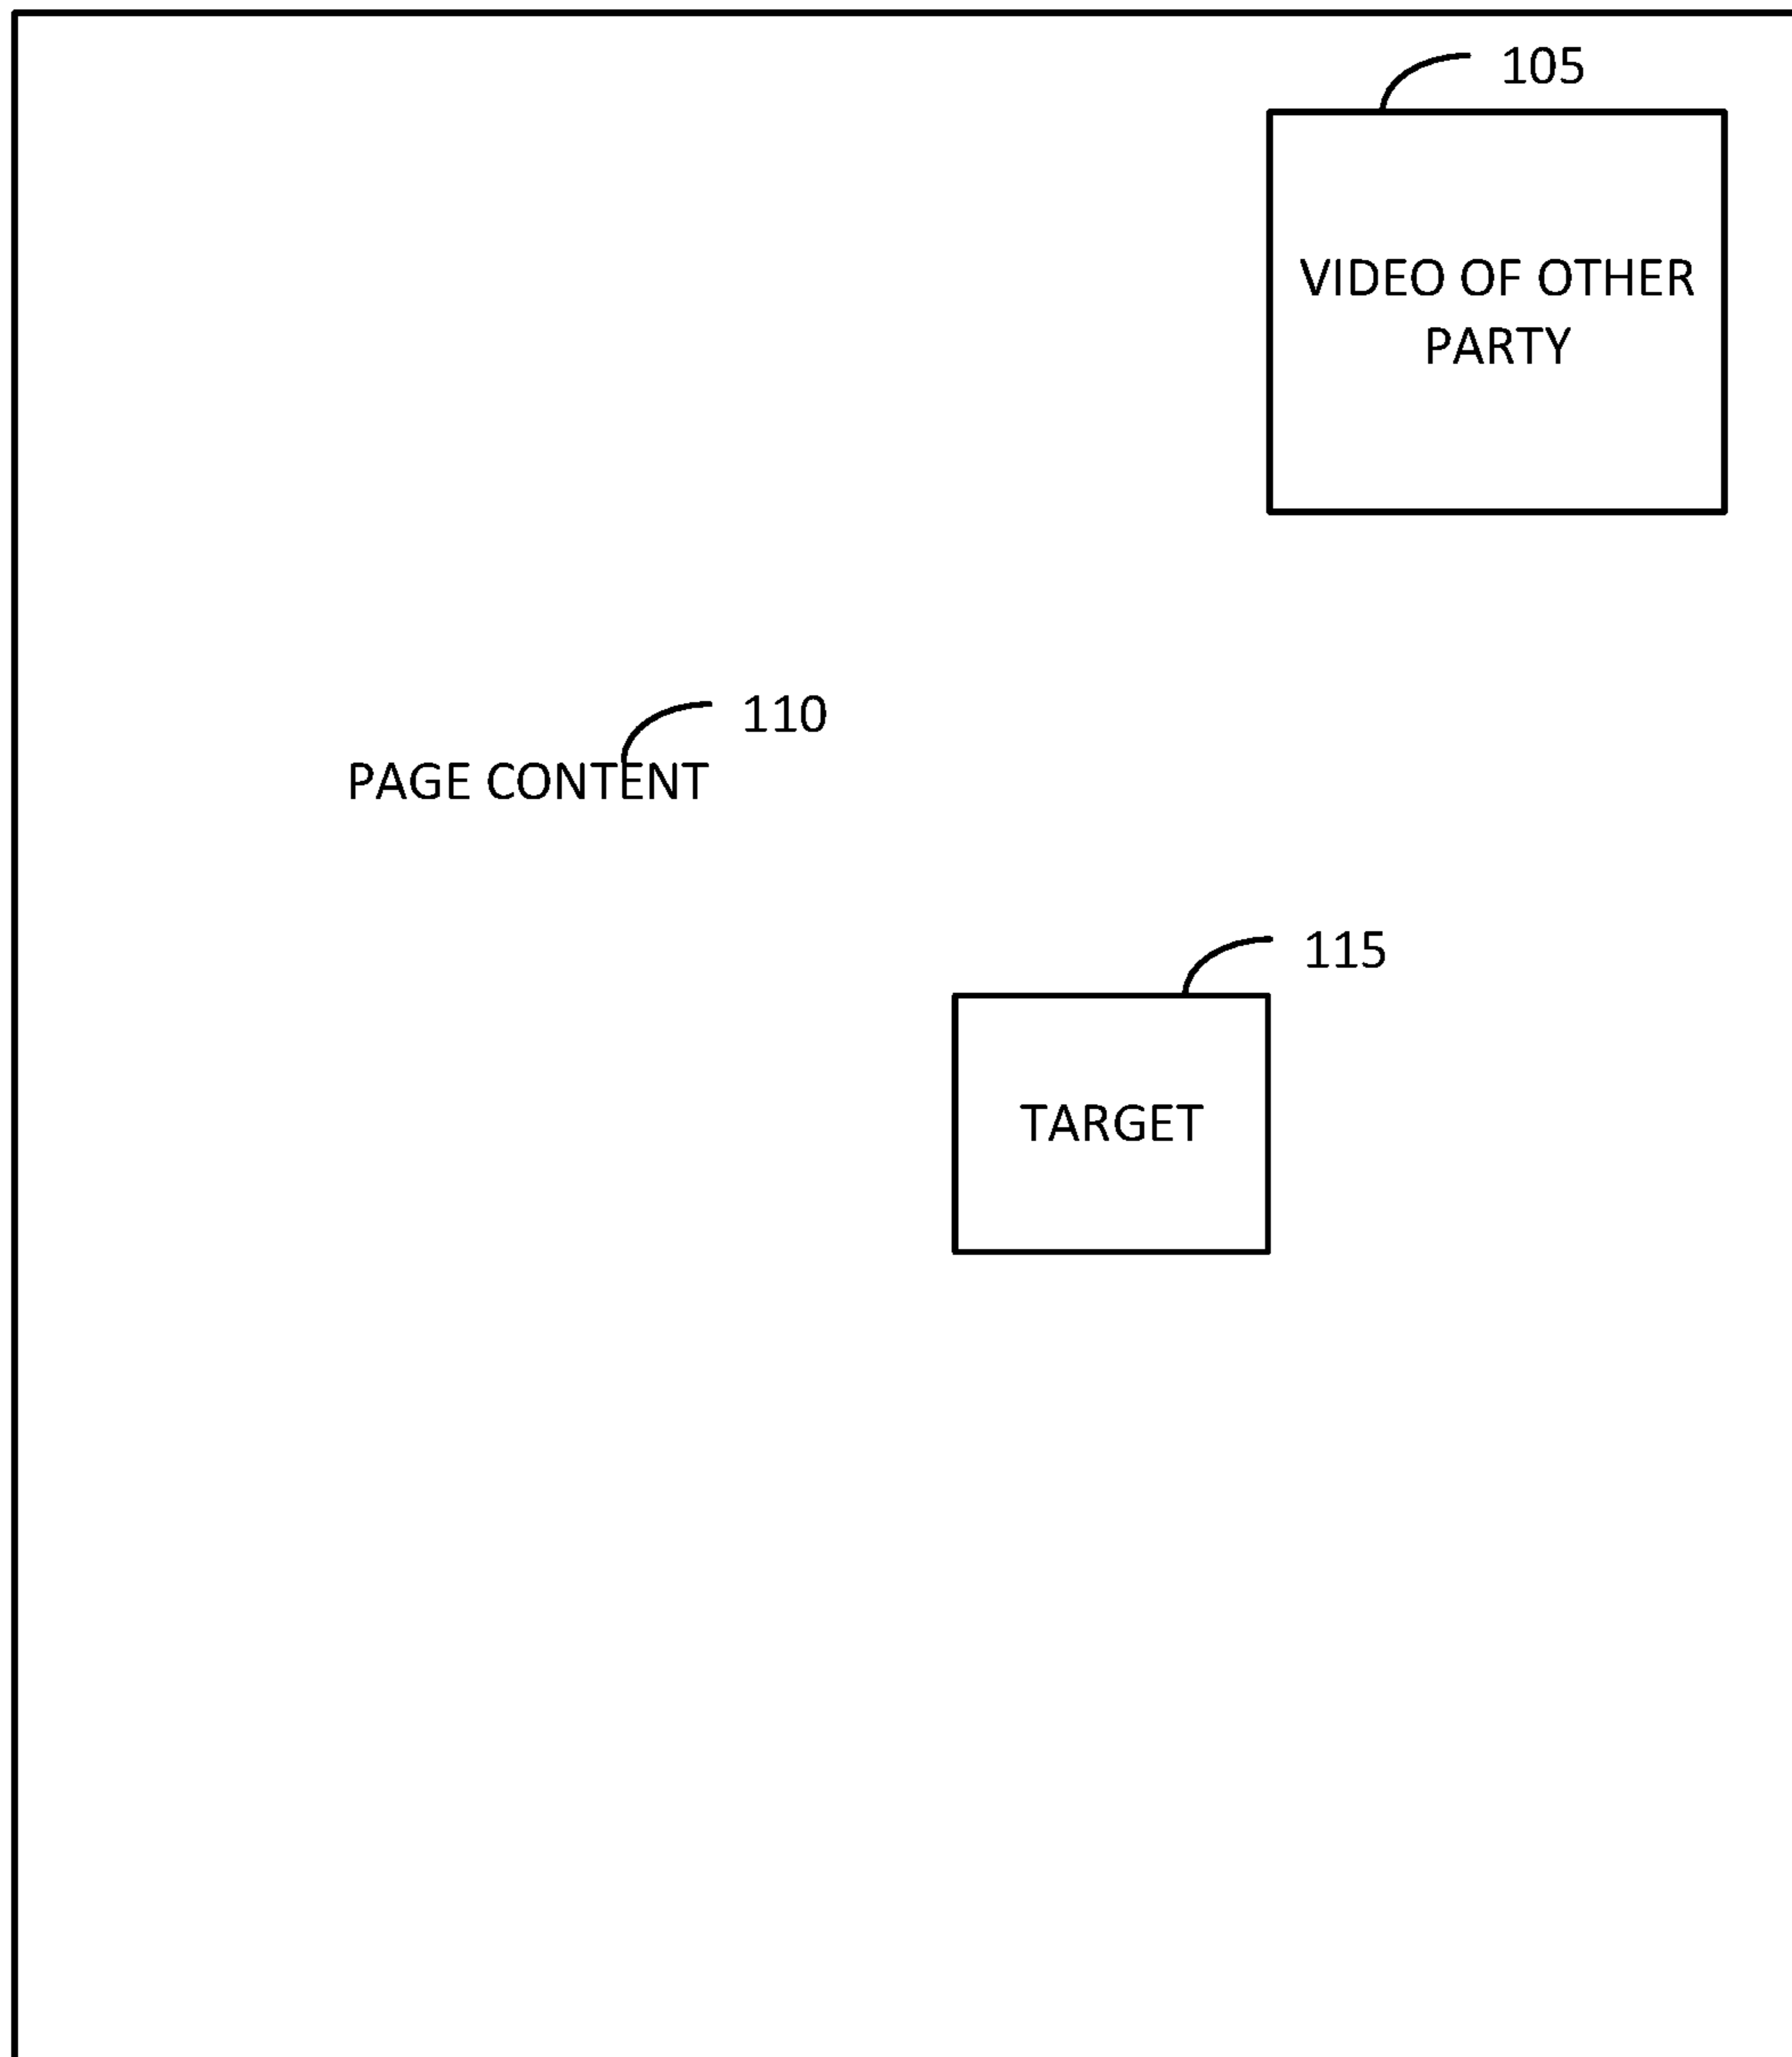 105
VIDEO OF OTHER
PARTY
110
PAGE CONTENT
115
TARGET